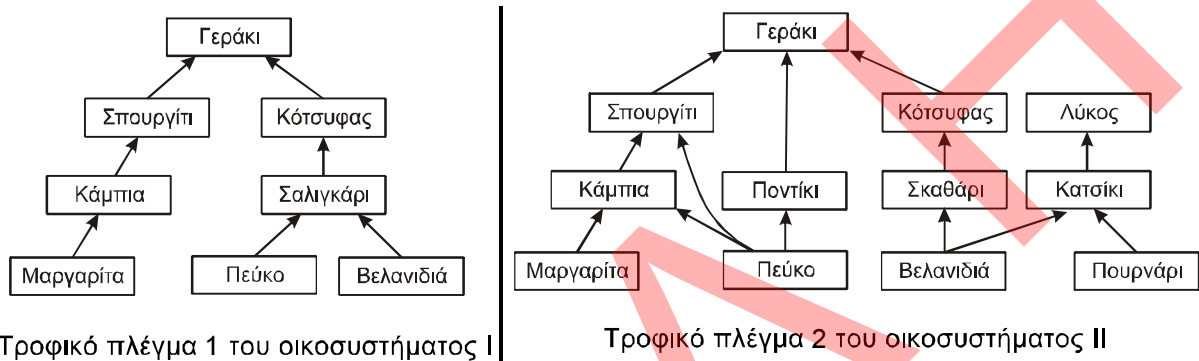 Γεράκι
Σπουργίτι Κότσυφας
Κάμπια Σαλιγκάρι
Μαργαρίτα Πεύκο Βελανιδιά
Τροφικό πλέγμα 1 του οικοσυστήματος Ι
Γεράκι
Σπουργίτι Κότσυφας Λύκος
Κάμπια Ποντίκι Σκαθάρι Κατσίκι
Μαργαρίτα Πεύκο Βελανιδιά Πουρνάρι
Τροφικό πλέγμα 2 του οικοσυστήματος ΙΙ